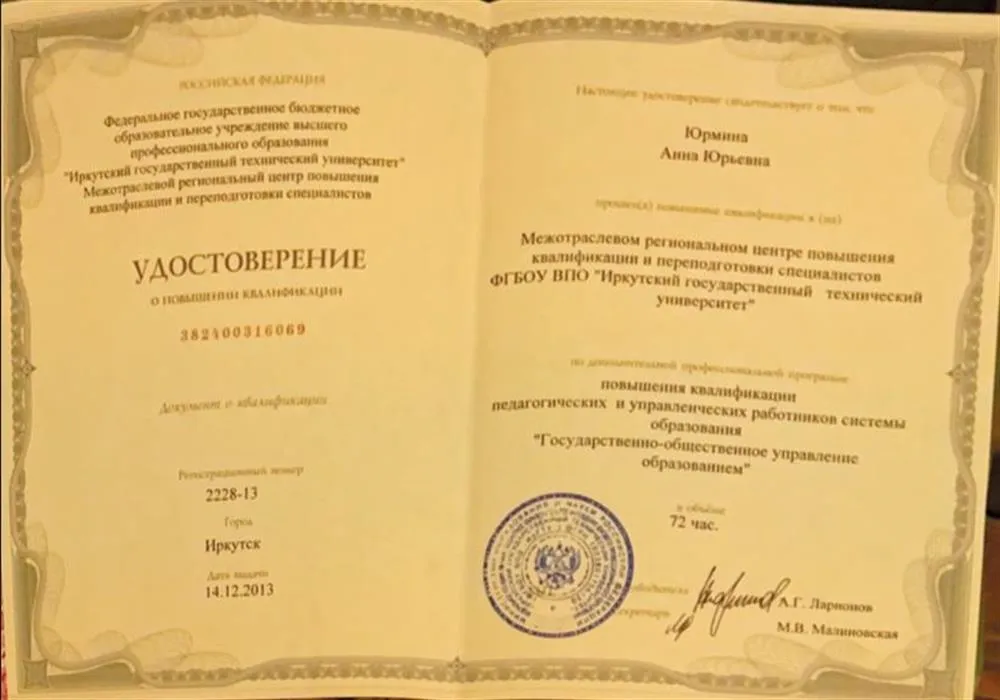 РОССИЙСКАЯ ФЕДЕРАЦИЯ
Федеральное государственное бюджетное
образовательное учреждение высшего
профессионального образования
"Иркутский государственный технический университет"
Межотраслевой региональный центр повышения
квалификации и переподготовки специалистов
УДОСТОВЕРЕНИЕ
О ПОВЫШЕНИИ КВАЛИФИКАЦИИ
382400316069
Документ о квалификации
Регистрационный номер
2228-13
Город
Иркутск
Дата выдачи
14.12.2013
Настоящее удостоверение свидетельствует о том, что
Юрмина
Анна Юрьевна
прошел(а) повышение квалификации в (на)
Межотраслевом региональном центре повышения
квалификации и переподготовки специалистов
ФГБОУ ВПО "Иркутский государственный технический
университет"
по дополнительной профессиональной программе
повышения квалификации
педагогических и управленческих работников системы
образования
"Государственно-общественное управление
образованием"
в объёме
72 час.
А.Г. Ларионов
М.В. Малиновская